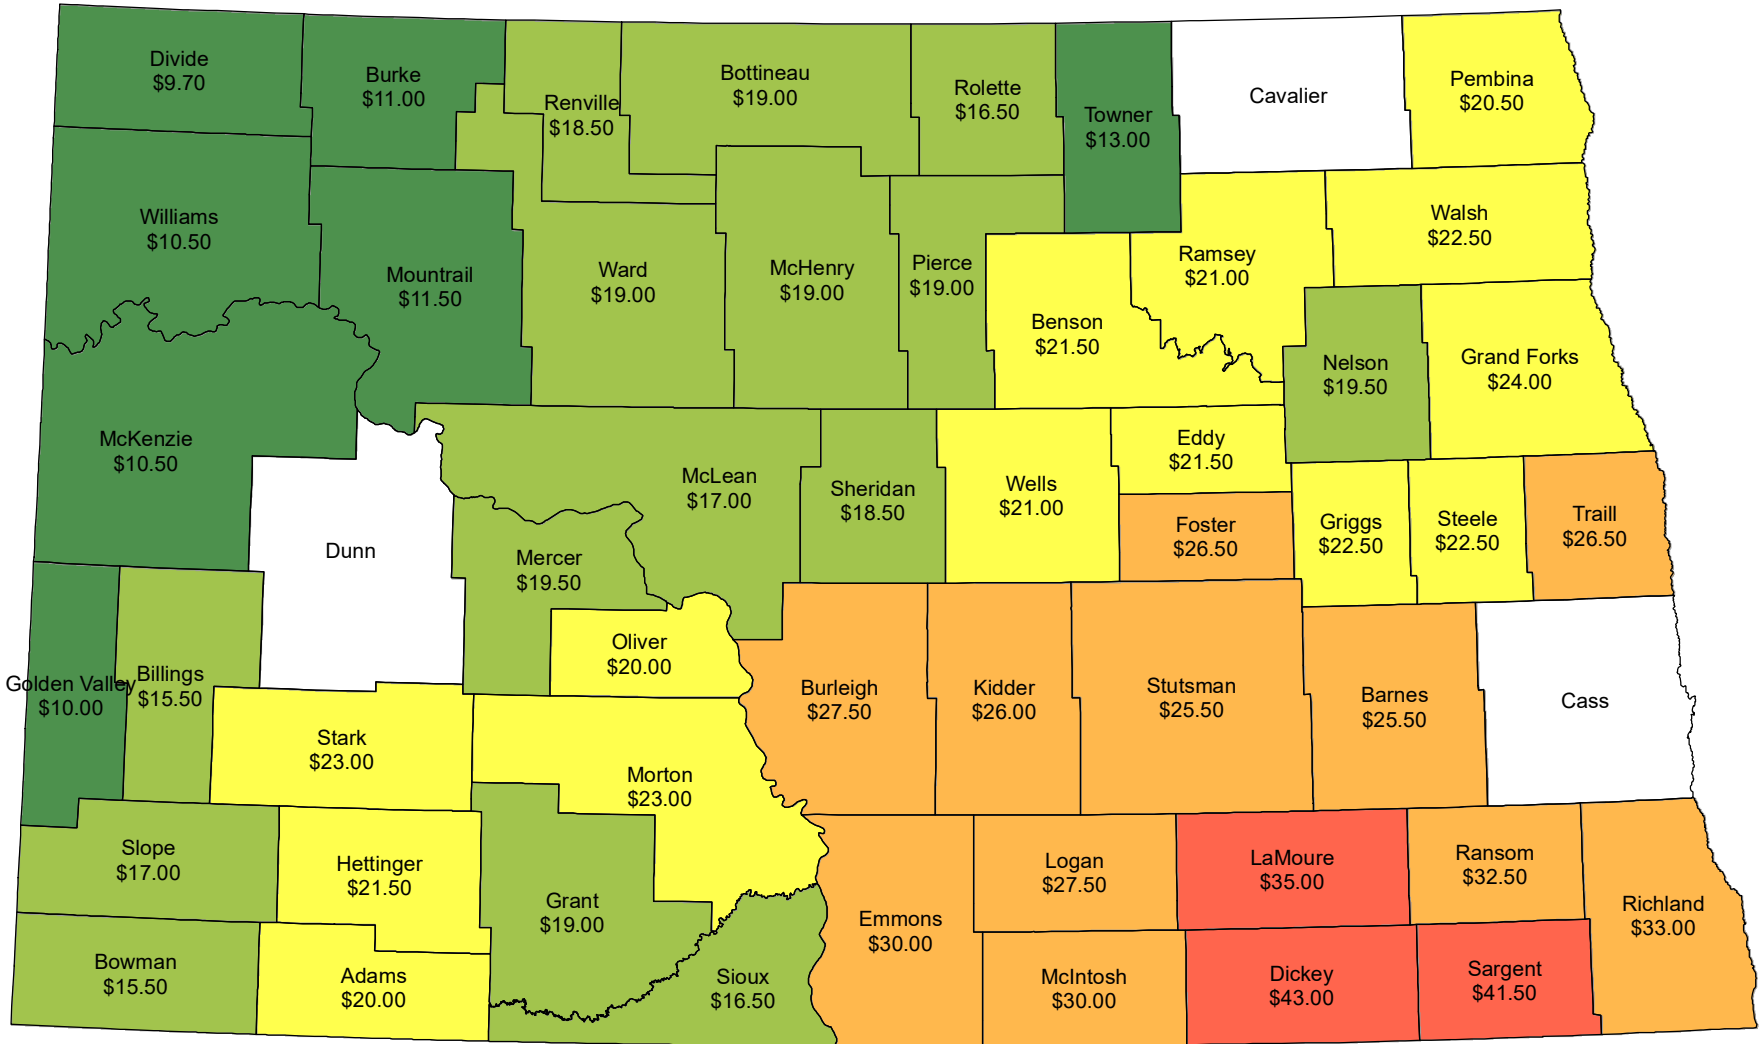 Divide
$9.70
Burke
$11.00
Renville
$18.50
Bottineau
$19.00
Rolette
$16.50
Towner
$13.00
Cavalier
Pembina
$20.50
Williams
$10.50
Mountrail
$11.50
Ward
$19.00
McHenry
$19.00
Pierce
$19.00
Benson
$21.50
Ramsey
$21.00
Walsh
$22.50
Nelson
$19.50
Grand Forks
$24.00
McKenzie
$10.50
Dunn
McLean
$17.00
Mercer
$19.50
Sheridan
$18.50
Wells
$21.00
Eddy
$21.50
Foster
$26.50
Griggs
$22.50
Steele
$22.50
Traill
$26.50
Golden Valley
$10.00
Billings
$15.50
Oliver
$20.00
Stark
$23.00
Morton
$23.00
Burleigh
$27.50
Kidder
$26.00
Stutsman
$25.50
Barnes
$25.50
Cass
Slope
$17.00
Hettinger
$21.50
Grant
$19.00
Emmons
$30.00
Logan
$27.50
LaMoure
$35.00
Ransom
$32.50
Richland
$33.00
Bowman
$15.50
Adams
$20.00
Sioux
$16.50
McIntosh
$30.00
Dickey
$43.00
Sargent
$41.50